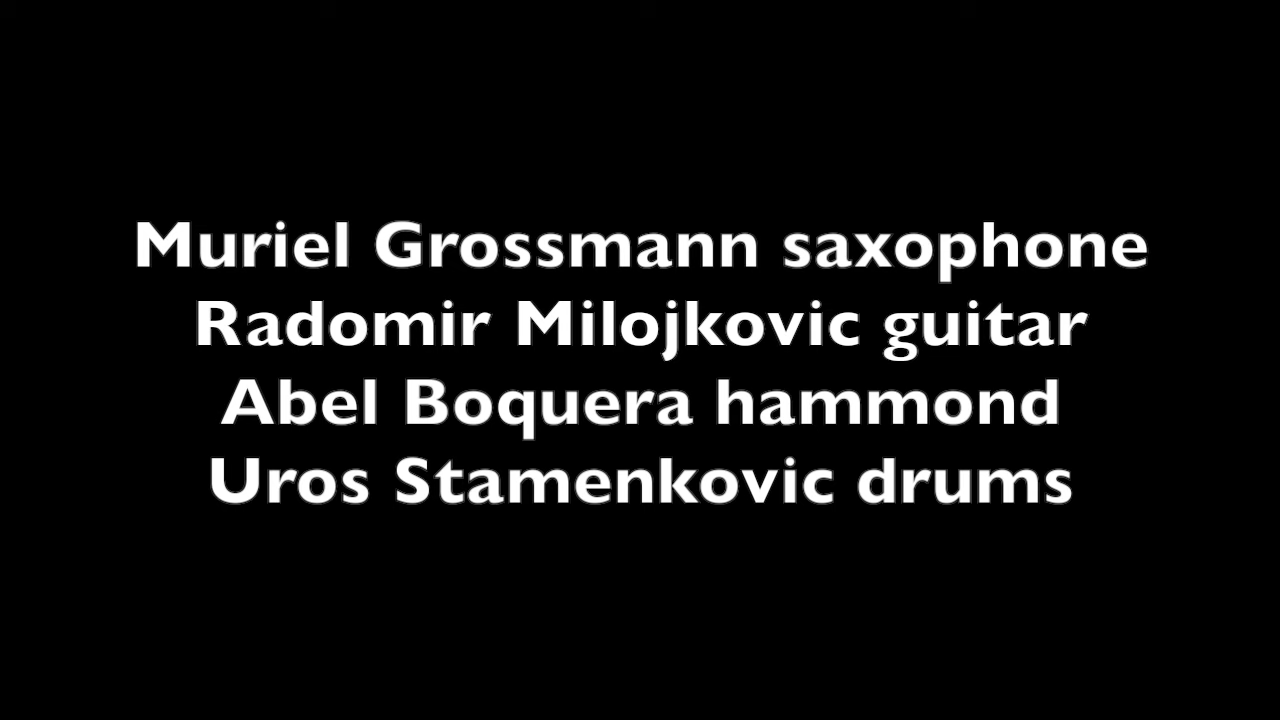 Muriel Grossmann saxophone
Radomir Milojkovic guitar
Abel Boquera hammond
Uros Stamenkovic drums